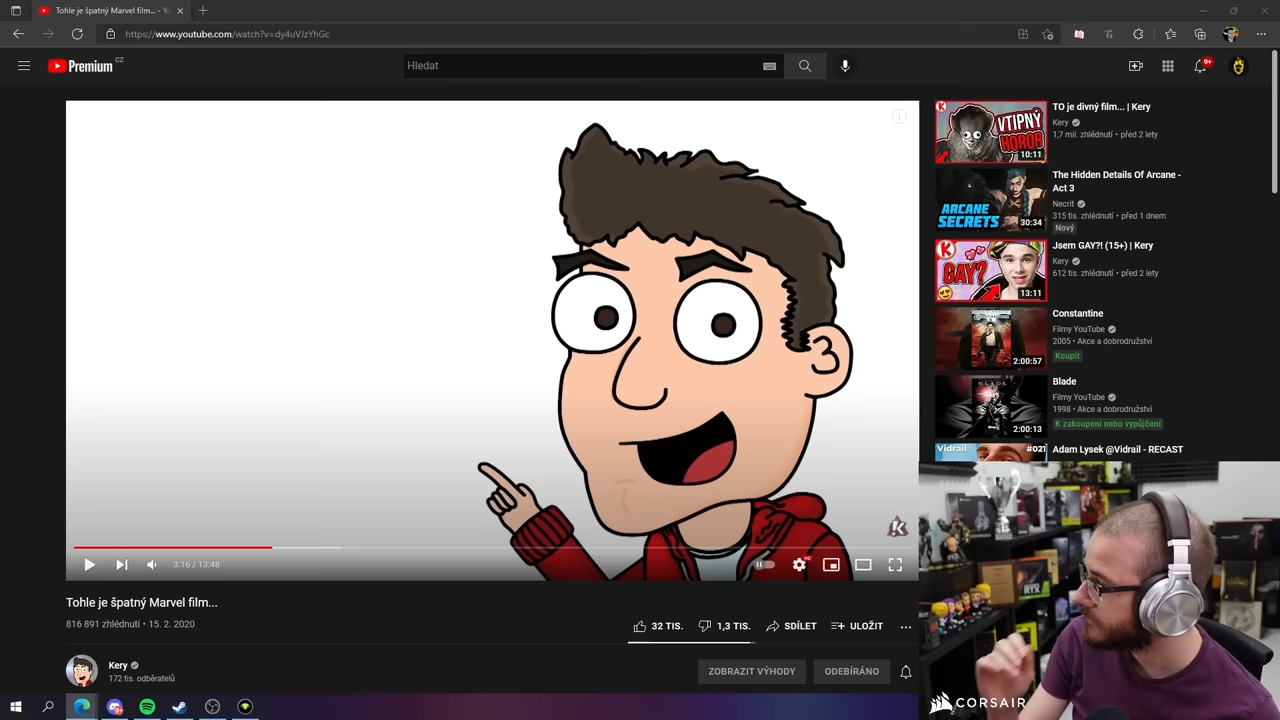 Tohle je špatný Marvel film... - Yo
https://www.youtube.com/watch?v=dy4uVJzYhGc
Premium CZ
Hledat
9+
TO je divný film... | Kery
Kery
1,7 mil. zhlédnutí • před 2 lety
VTIPNÝ
HOROR
10:11
The Hidden Details Of Arcane -
Act 3
Necrit
315 tis. zhlédnutí • před 1 dnem
Nový
ARCANE
SECRETS
30:34
Jsem GAY?! (15+) | Kery
Kery
612 tis. zhlédnutí • před 2 lety
K
GAY?
13:11
Constantine
Filmy YouTube
2005 • Akce a dobrodružství
Koupit
2:00:57
Blade
Filmy YouTube
1998 • Akce a dobrodružství
K zakoupení nebo vypůjčení
2:00:13
Adam Lysek @Vidrail - RECAST
Vidrail
#021
K
3:16 / 13:48
HD
Tohle je špatný Marvel film...
816 891 zhlédnutí • 15. 2. 2020
32 TIS.
1,3 TIS.
SDÍLET
ULOŽIT
Kery
172 tis. odběratelů
ZOBRAZIT VÝHODY
ODEBÍRÁNO
RTX
CORSAIR